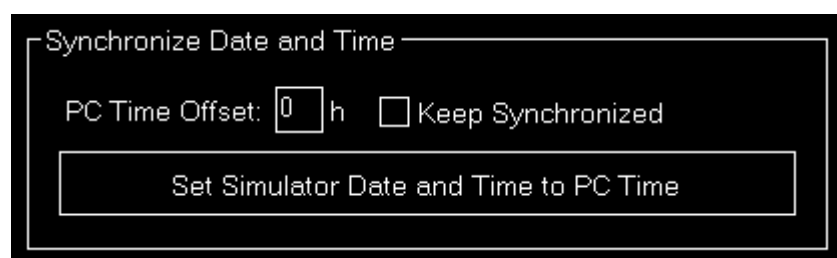 Synchronize Date and Time
PC Time Offset: 0 h Keep Synchronized
Set Simulator Date and Time to PC Time